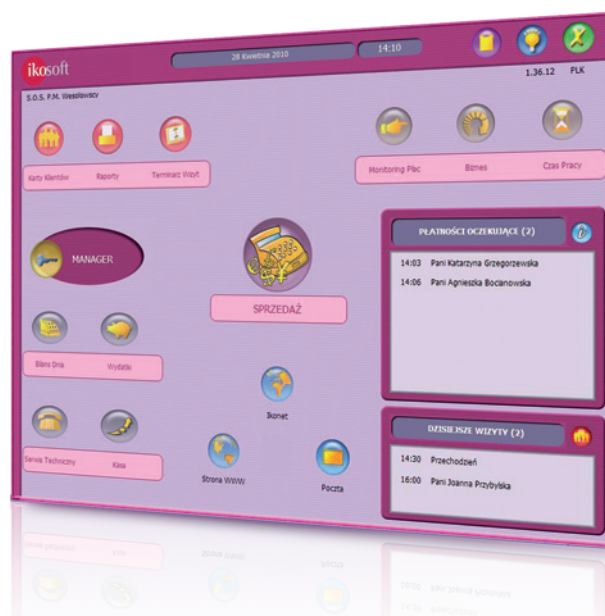 ikosoft
28 Kwietnia 2010
14:10
1.36.12 PLK
S.O.S. P.M. Wesołowscy
Karty Klientów Raporty Terminarz Wizyt
Monitoring Płac Biznes Czas Pracy
MANAGER
SPRZEDAŻ
PŁATNOŚCI OCZEKUJĄCE (2)
14:03 Pani Katarzyna Grzegorzewska
14:06 Pani Agnieszka Bocianowska
Bilans Dnia Wydatki
Ikonet
Serwis Techniczny Kasa
Strona WWW
Poczta
DZISIEJSZE WIZYTY (2)
14:30 Przechodzień
16:00 Pani Joanna Przybylska